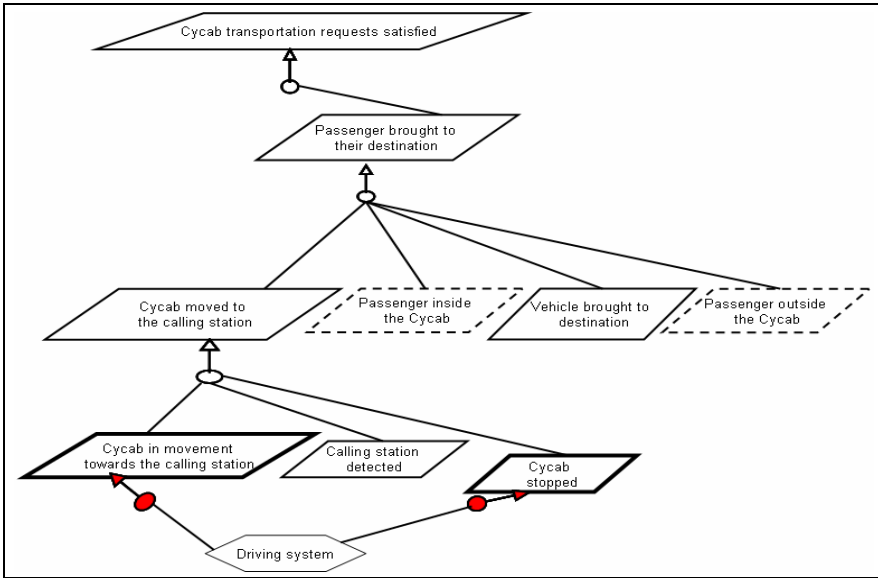 Cycab transportation requests satisfied
Passenger brought to
their destination
Cycab moved to
the calling station
Passenger inside
the Cycab
Vehicle brought to
destination
Passenger outside
the Cycab
Cycab in movement
towards the calling station
Calling station
detected
Cycab
stopped
Driving system